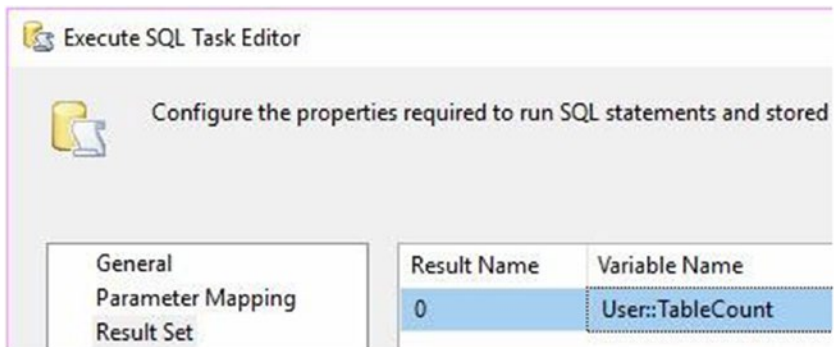 Execute SQL Task Editor
Configure the properties required to run SQL statements and stored
General
Parameter Mapping
Result Set
Result Name Variable Name
0 User::TableCount